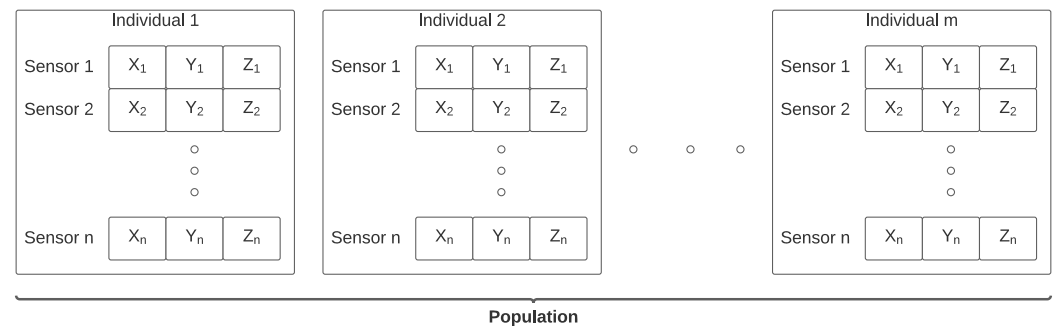 Individual 1 Individual 2 Individual m
Sensor 1 X₁ Y₁ Z₁ Sensor 1 X₁ Y₁ Z₁ Sensor 1 X₁ Y₁ Z₁
Sensor 2 X₂ Y₂ Z₂ Sensor 2 X₂ Y₂ Z₂ Sensor 2 X₂ Y₂ Z₂
Sensor n Xₙ Yₙ Zₙ Sensor n Xₙ Yₙ Zₙ Sensor n Xₙ Yₙ Zₙ
Population